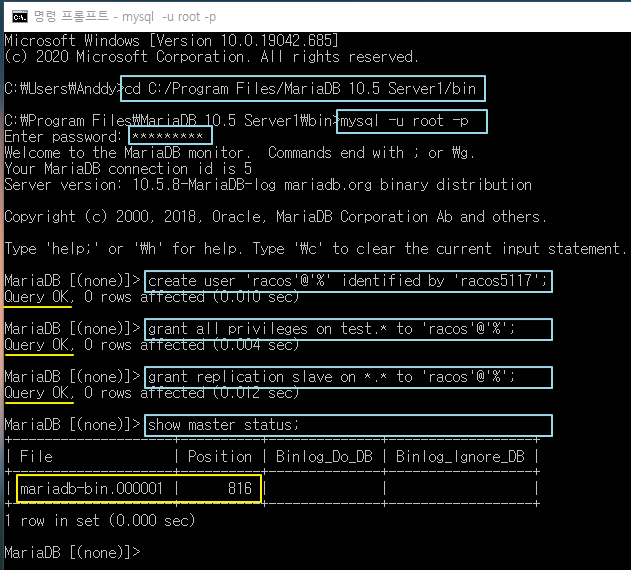 명령 프롬프트 - mysql  -u root -p
Microsoft Windows [Version 10.0.19042.685]
(c) 2020 Microsoft Corporation. All rights reserved.
C:₩Users₩Anddy>cd C:/Program Files/MariaDB 10.5 Server1/bin
C:₩Program Files₩MariaDB 10.5 Server1₩bin>mysql -u root -p
Enter password: *********
Welcome to the MariaDB monitor.  Commands end with ; or ₩g.
Your MariaDB connection id is 5
Server version: 10.5.8-MariaDB-log mariadb.org binary distribution
Copyright (c) 2000, 2018, Oracle, MariaDB Corporation Ab and others.
Type 'help;' or '₩h' for help. Type '₩c' to clear the current input statement.
MariaDB [(none)]> create user 'racos'@'%' identified by 'racos5117';
Query OK, 0 rows affected (0.010 sec)
MariaDB [(none)]> grant all privileges on test.* to 'racos'@'%';
Query OK, 0 rows affected (0.004 sec)
MariaDB [(none)]> grant replication slave on *.* to 'racos'@'%';
Query OK, 0 rows affected (0.012 sec)
MariaDB [(none)]> show master status;
+--------------------+----------+--------------+------------------+
| File               | Position | Binlog_Do_DB | Binlog_Ignore_DB |
+--------------------+----------+--------------+------------------+
| mariadb-bin.000001 |      816 |              |                  |
+--------------------+----------+--------------+------------------+
1 row in set (0.000 sec)
MariaDB [(none)]>